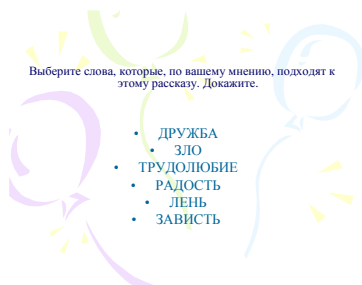 Выберите слова, которые, по вашему мнению, подходят к
этому рассказу. Докажите.
• ДРУЖБА
• ЗЛО
• ТРУДОЛЮБИЕ
• РАДОСТЬ
• ЛЕНЬ
• ЗАВИСТЬ